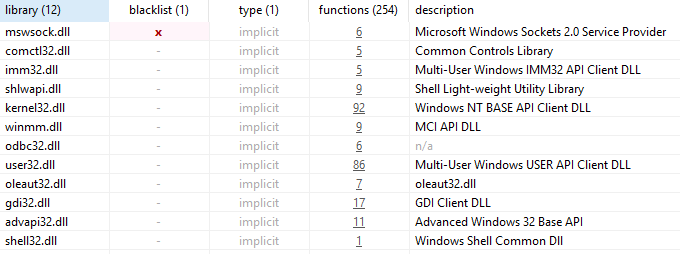 library (12) blacklist (1) type (1) functions (254) description
mswsock.dll x implicit 6 Microsoft Windows Sockets 2.0 Service Provider
comctl32.dll - implicit 5 Common Controls Library
imm32.dll - implicit 5 Multi-User Windows IMM32 API Client DLL
shlwapi.dll - implicit 9 Shell Light-weight Utility Library
kernel32.dll - implicit 92 Windows NT BASE API Client DLL
winmm.dll - implicit 9 MCI API DLL
odbc32.dll - implicit 6 n/a
user32.dll - implicit 86 Multi-User Windows USER API Client DLL
oleaut32.dll - implicit 7 oleaut32.dll
gdi32.dll - implicit 17 GDI Client DLL
advapi32.dll - implicit 11 Advanced Windows 32 Base API
shell32.dll - implicit 1 Windows Shell Common Dll